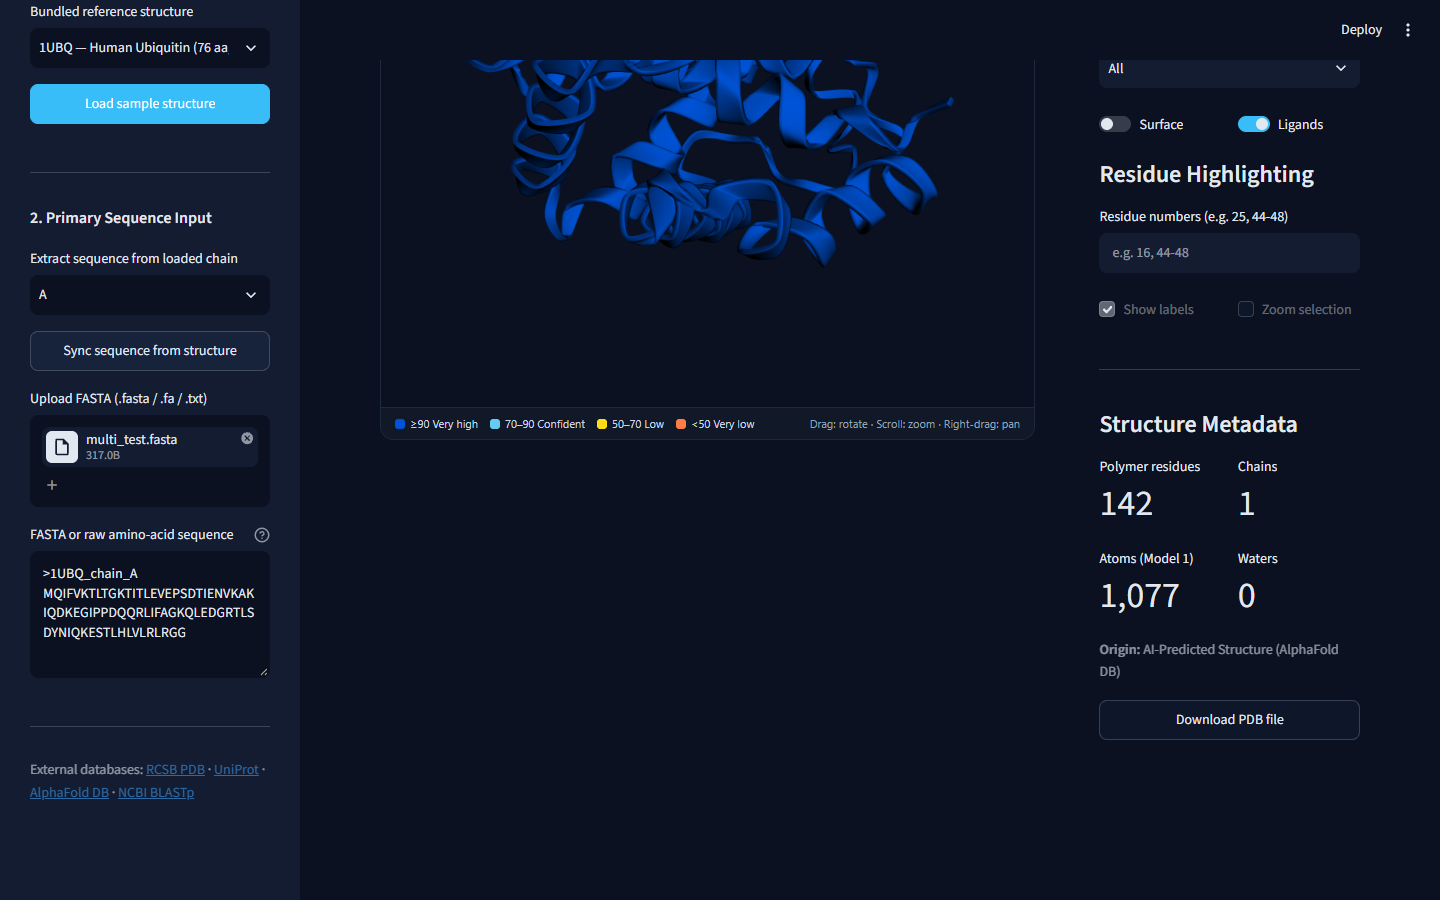 Bundled reference structure
1UBQ — Human Ubiquitin (76 aa
Load sample structure
2. Primary Sequence Input
Extract sequence from loaded chain
A
Sync sequence from structure
Upload FASTA (.fasta / .fa / .txt)
multi_test.fasta
317.0B
+
FASTA or raw amino-acid sequence
>1UBQ_chain_A
MQIFVKTLTGKTITLEVEPSDTIENVKAK
IQDKEGIPPDQQRLIFAGKQLEDGRTLS
DYNIQKESTLHLVLRLRGG
External databases: RCSB PDB · UniProt ·
AlphaFold DB · NCBI BLASTp
≥90 Very high 70–90 Confident 50–70 Low <50 Very low Drag: rotate · Scroll: zoom · Right-drag: pan
Deploy
All
Surface Ligands
Residue Highlighting
Residue numbers (e.g. 25, 44-48)
e.g. 16, 44-48
Show labels Zoom selection
Structure Metadata
Polymer residues Chains
142 1
Atoms (Model 1) Waters
1,077 0
Origin: AI-Predicted Structure (AlphaFold
DB)
Download PDB file